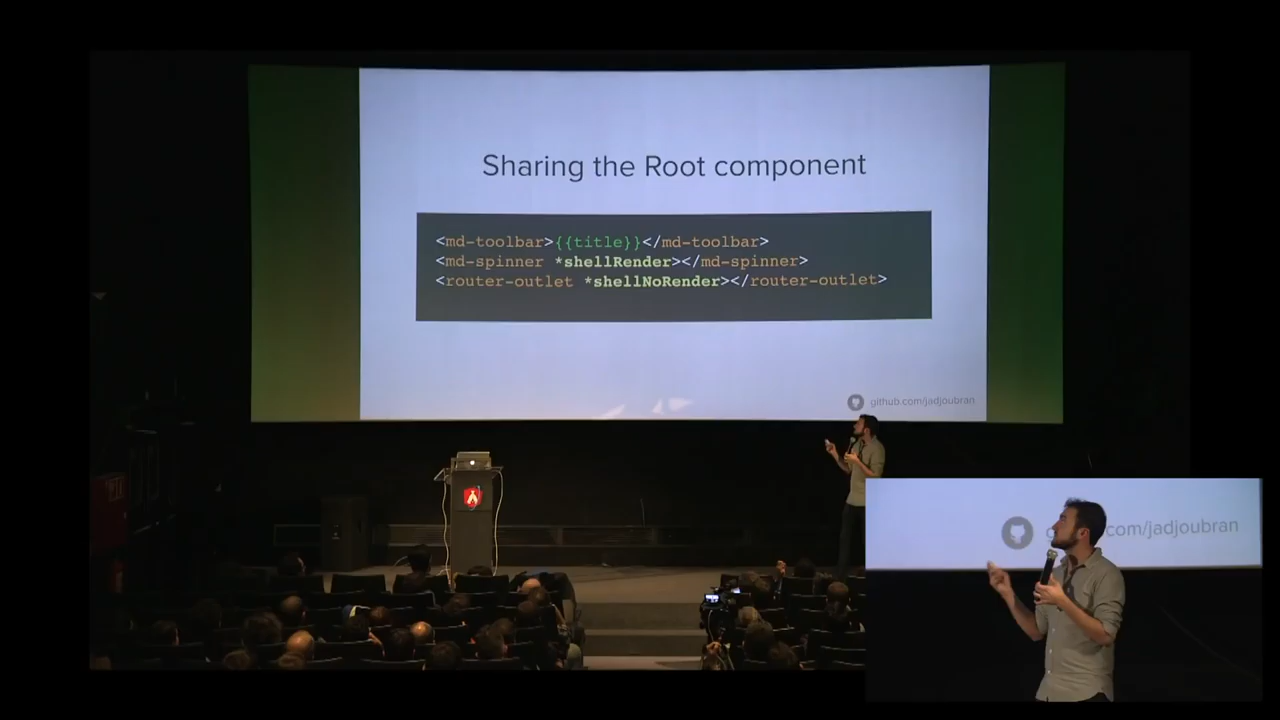 Sharing the Root component
<md-toolbar>{{title}}</md-toolbar>
<md-spinner *shellRender></md-spinner>
<router-outlet *shellNoRender></router-outlet>
github.com/jadjoubran
com/jadjoubran